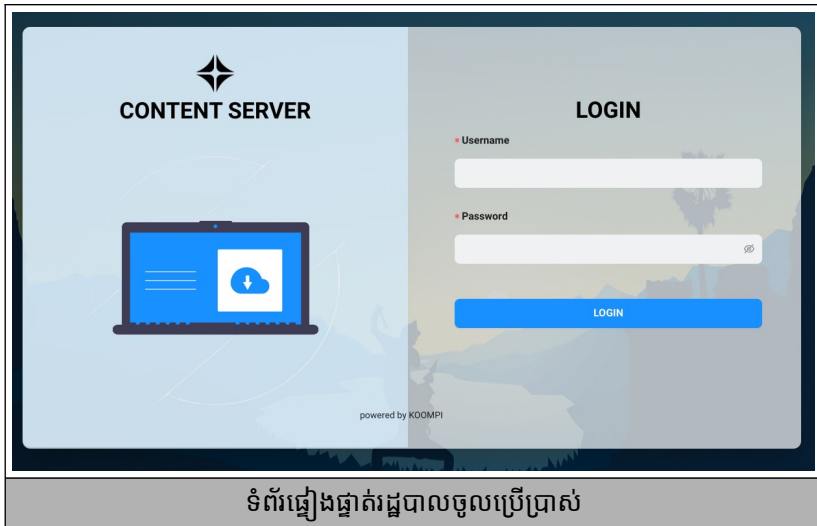 CONTENT SERVER
LOGIN
* Username
* Password
LOGIN
powered by KOOMPI
ទំព័រផ្ទៀងផ្ទាត់រដ្ឋបាលចូលប្រើប្រាស់